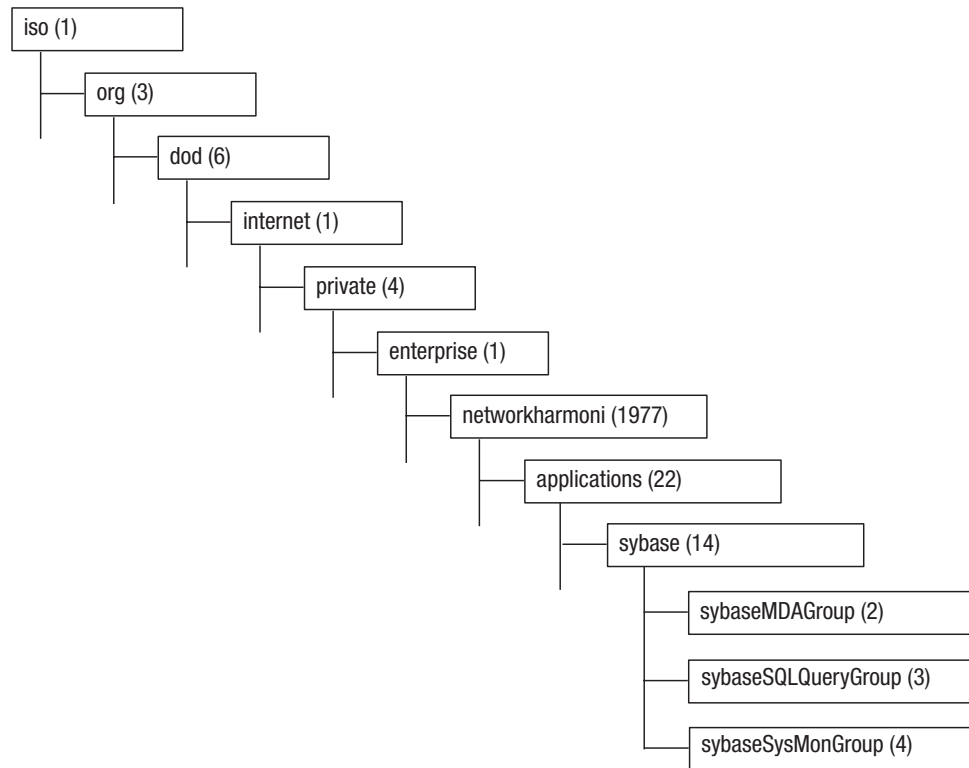 iso (1)
org (3)
dod (6)
internet (1)
private (4)
enterprise (1)
networkharmoni (1977)
applications (22)
sybase (14)
sybaseMDAGroup (2)
sybaseSQLQueryGroup (3)
sybaseSysMonGroup (4)